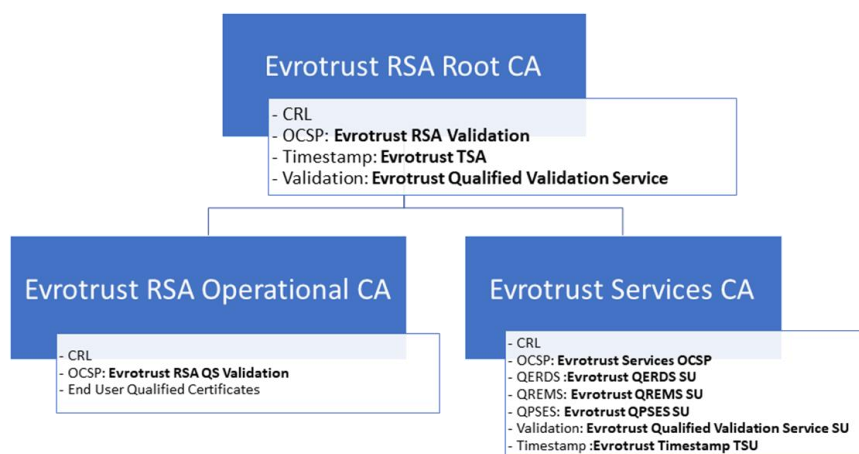 Evrotrust RSA Root CA
- CRL
- OCSP: Evrotrust RSA Validation
- Timestamp: Evrotrust TSA
- Validation: Evrotrust Qualified Validation Service
Evrotrust RSA Operational CA
- CRL
- OCSP: Evrotrust RSA QS Validation
- End User Qualified Certificates
Evrotrust Services CA
- CRL
- OCSP: Evrotrust Services OCSP
- QERDS :Evrotrust QERDS SU
- QREMS: Evrotrust QREMS SU
- QPSES: Evrotrust QPSES SU
- Validation: Evrotrust Qualified Validation Service SU
- Timestamp :Evrotrust Timestamp TSU